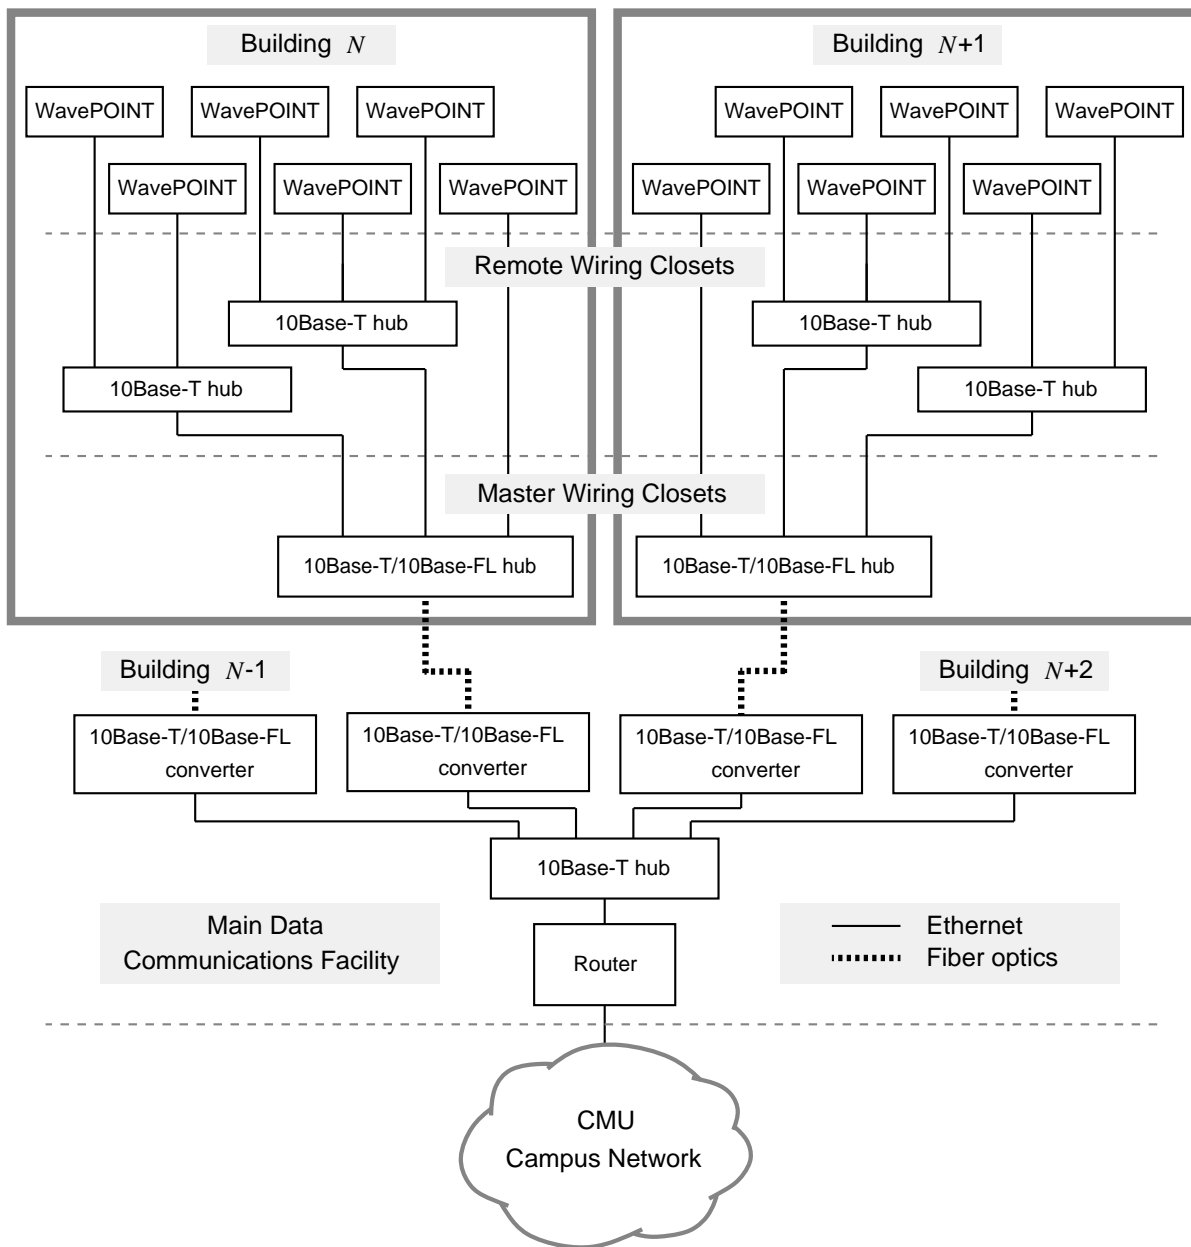 Building N
Building N+1
WavePOINT
WavePOINT
WavePOINT
WavePOINT
WavePOINT
WavePOINT
WavePOINT
WavePOINT
WavePOINT
WavePOINT
WavePOINT
WavePOINT
Remote Wiring Closets
10Base-T hub
10Base-T hub
10Base-T hub
10Base-T hub
Master Wiring Closets
10Base-T/10Base-FL hub
10Base-T/10Base-FL hub
Building N-1
Building N+2
10Base-T/10Base-FL
converter
10Base-T/10Base-FL
converter
10Base-T/10Base-FL
converter
10Base-T/10Base-FL
converter
10Base-T hub
Main Data
Communications Facility
Router
Ethernet
Fiber optics
CMU
Campus Network